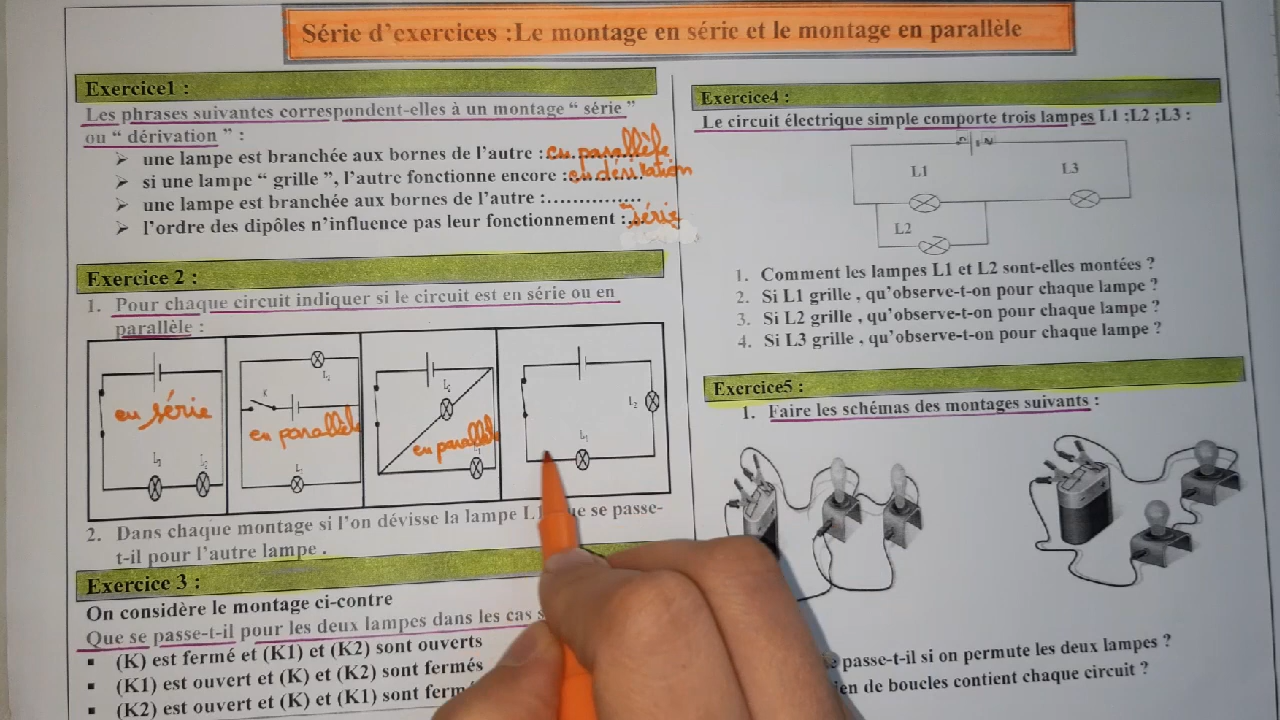 Série d'exercices :Le montage en série et le montage en parallèle
Exercice1 :
Les phrases suivantes correspondent-elles à un montage “ série ”
ou “ dérivation ” :
➢ une lampe est branchée aux bornes de l'autre : en parallèle
➢ si une lampe “ grille ”, l'autre fonctionne encore : en dérivation
➢ une lampe est branchée aux bornes de l'autre :...............
➢ l'ordre des dipôles n'influence pas leur fonctionnement :... série
Exercice 2 :
1. Pour chaque circuit indiquer si le circuit est en série ou en
parallèle :
en série
K
L1
en parallèle
en parallèle
L2
L1
2. Dans chaque montage si l'on dévisse la lampe L1 que se passe-
t-il pour l'autre lampe .
Exercice 3 :
On considère le montage ci-contre
Que se passe-t-il pour les deux lampes dans les cas s
▪ (K) est fermé et (K1) et (K2) sont ouverts
▪ (K1) est ouvert et (K) et (K2) sont fermés
▪ (K2) est ouvert et (K) et (K1) sont fermé
Exercice4 :
Le circuit électrique simple comporte trois lampes L1 :L2 ;L3 :
L1
L3
L2
1. Comment les lampes L1 et L2 sont-elles montées ?
2. Si L1 grille , qu'observe-t-on pour chaque lampe ?
3. Si L2 grille , qu'observe-t-on pour chaque lampe ?
4. Si L3 grille , qu'observe-t-on pour chaque lampe ?
Exercice5 :
1. Faire les schémas des montages suivants :
passe-t-il si on permute les deux lampes ?
ien de boucles contient chaque circuit ?